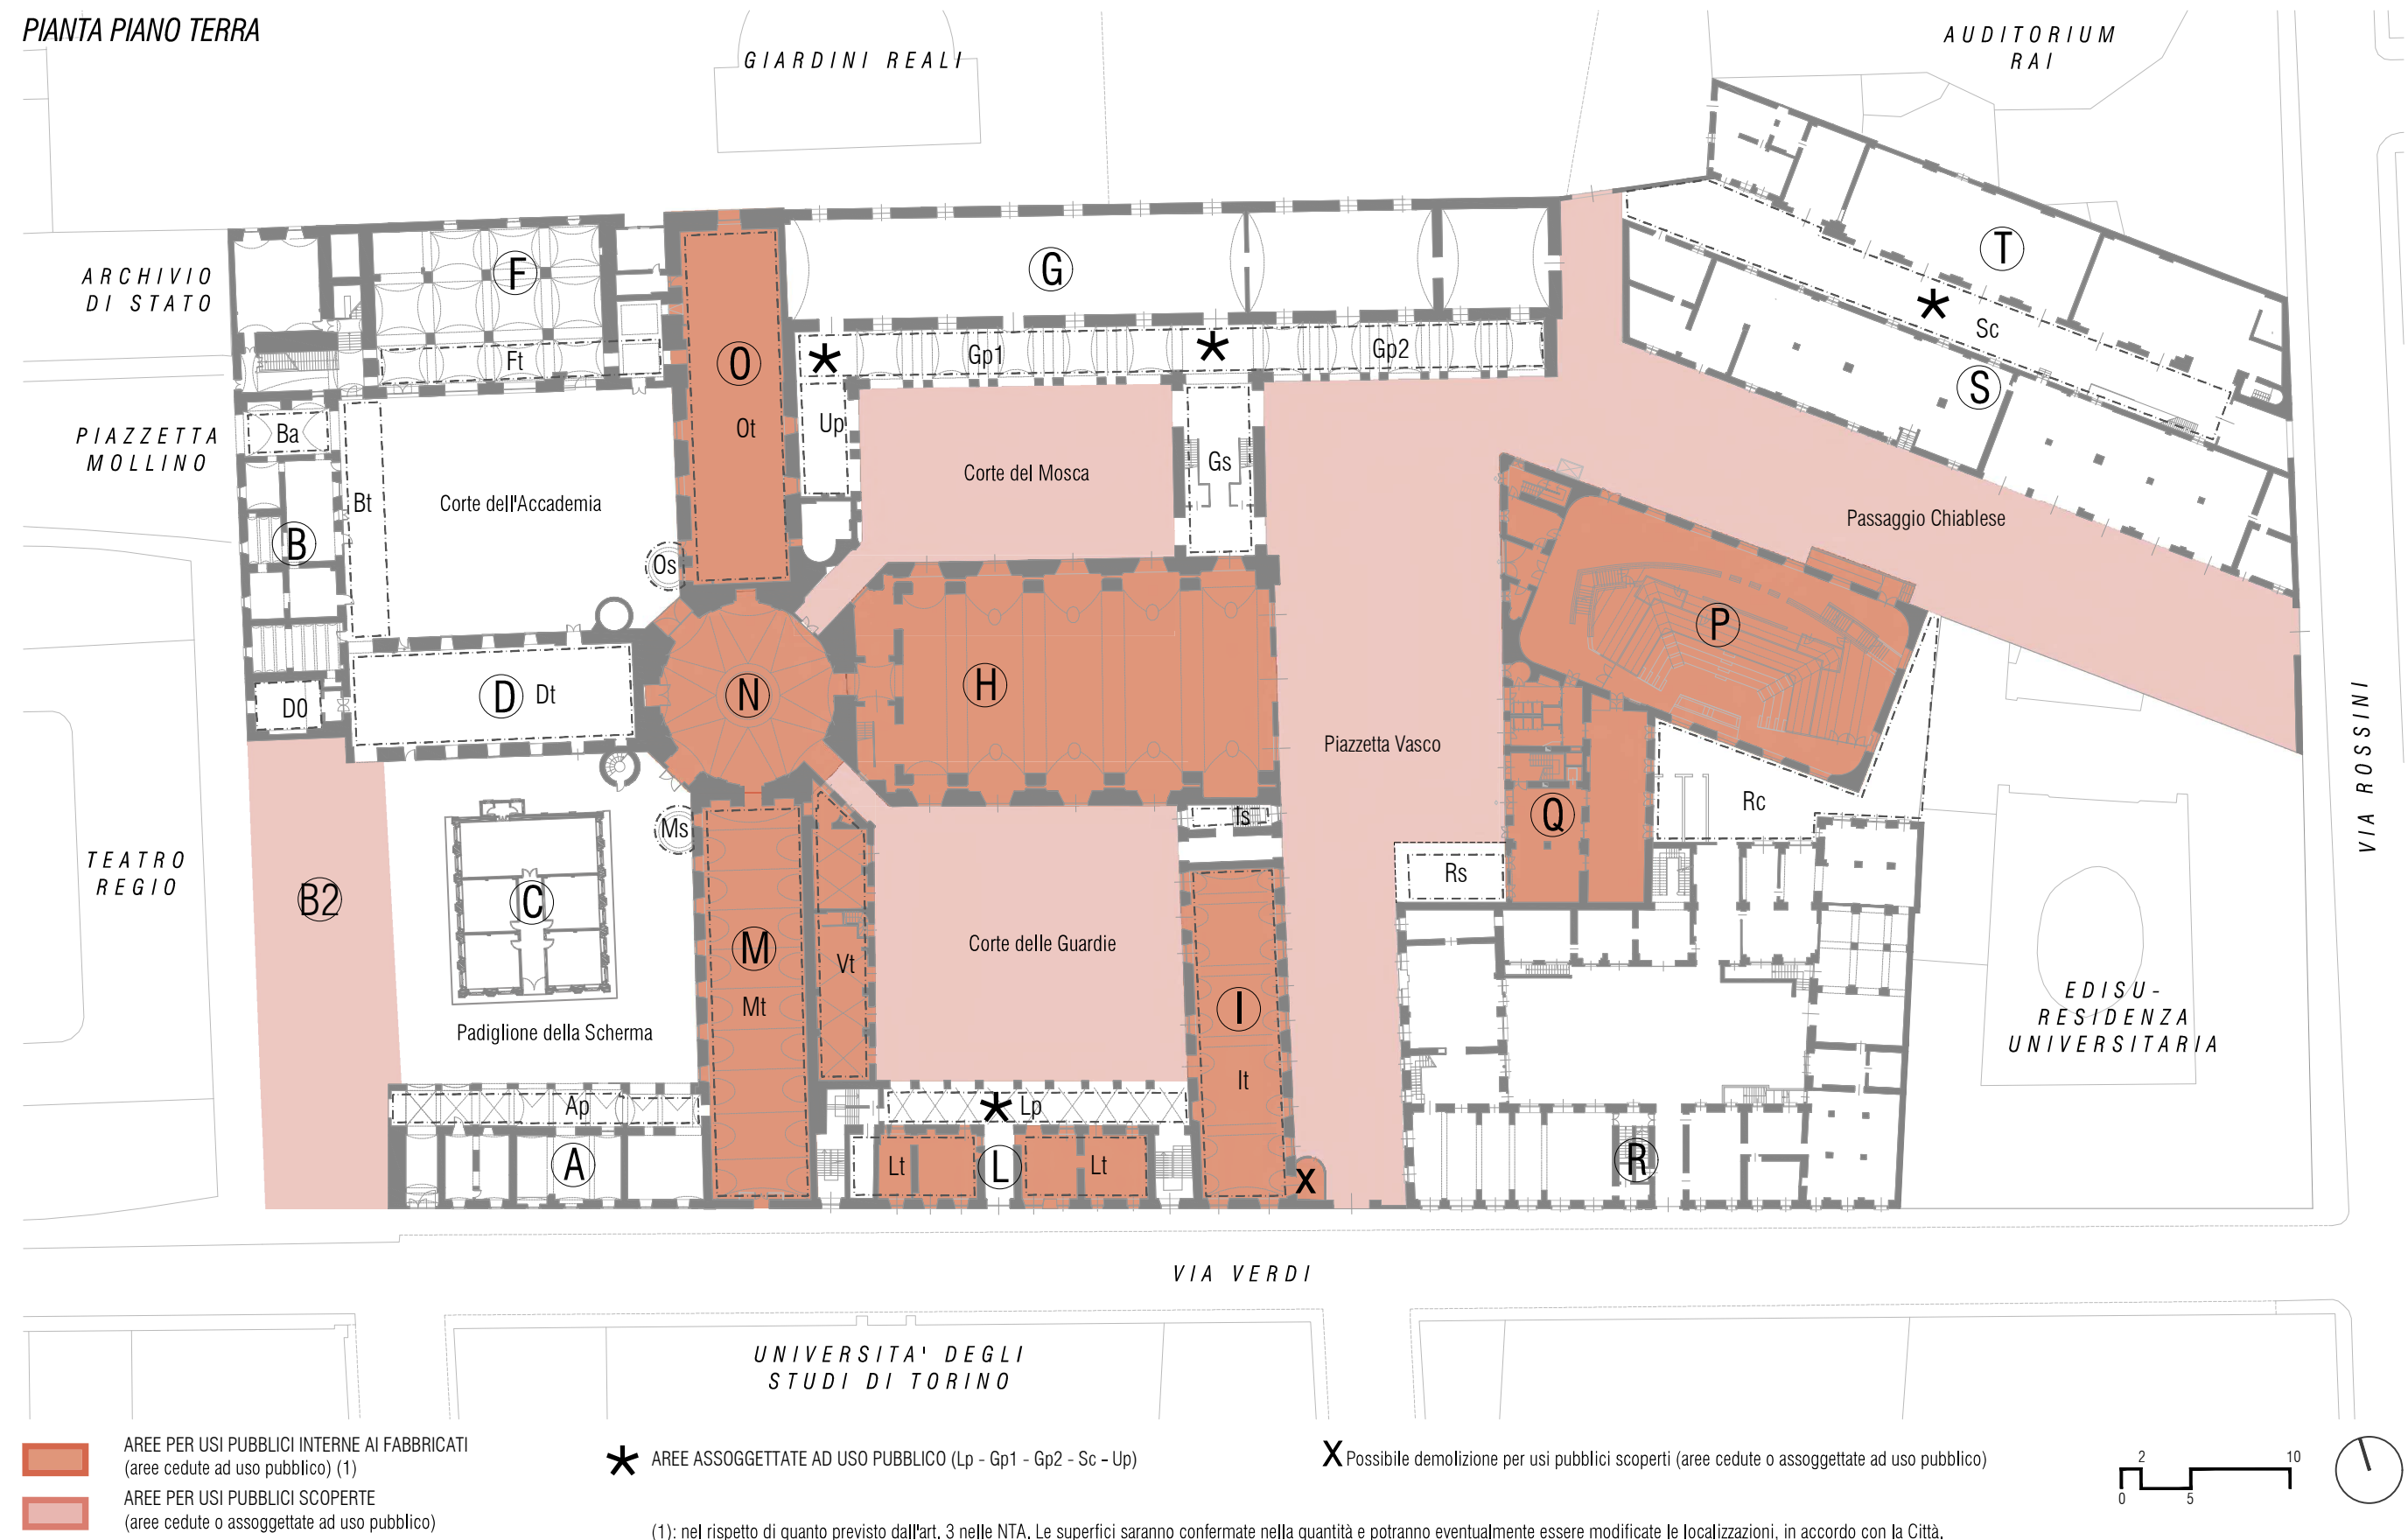 PIANTA PIANO TERRA
GIARDINI REALI
AUDITORIUM
RAI
ARCHIVIO
DI STATO
F
Ft
O
Ot
G
Gp1
Gp2
*
*
T
*
Sc
S
PIAZZETTA
MOLLINO
Ba
Bt
B
Corte dell'Accademia
Os
Up
Corte del Mosca
Gs
Passaggio Chiablese
P
D0
D
Dt
N
H
Piazzetta Vasco
VIA ROSSINI
TEATRO
REGIO
B2
C
Ms
Padiglione della Scherma
M
Mt
Vt
Corte delle Guardie
Is
I
It
Rs
Q
Rc
EDISU-
RESIDENZA
UNIVERSITARIA
Ap
A
*
Lp
Lt
L
Lt
X
R
VIA VERDI
UNIVERSITA' DEGLI
STUDI DI TORINO
AREE PER USI PUBBLICI INTERNE AI FABBRICATI
(aree cedute ad uso pubblico) (1)
AREE PER USI PUBBLICI SCOPERTE
(aree cedute o assoggettate ad uso pubblico)
* AREE ASSOGGETTATE AD USO PUBBLICO (Lp - Gp1 - Gp2 - Sc - Up)
X Possibile demolizione per usi pubblici scoperti (aree cedute o assoggettate ad uso pubblico)
2 10
0 5
(1): nel rispetto di quanto previsto dall'art. 3 nelle NTA. Le superfici saranno confermate nella quantità e potranno eventualmente essere modificate le localizzazioni, in accordo con la Città.